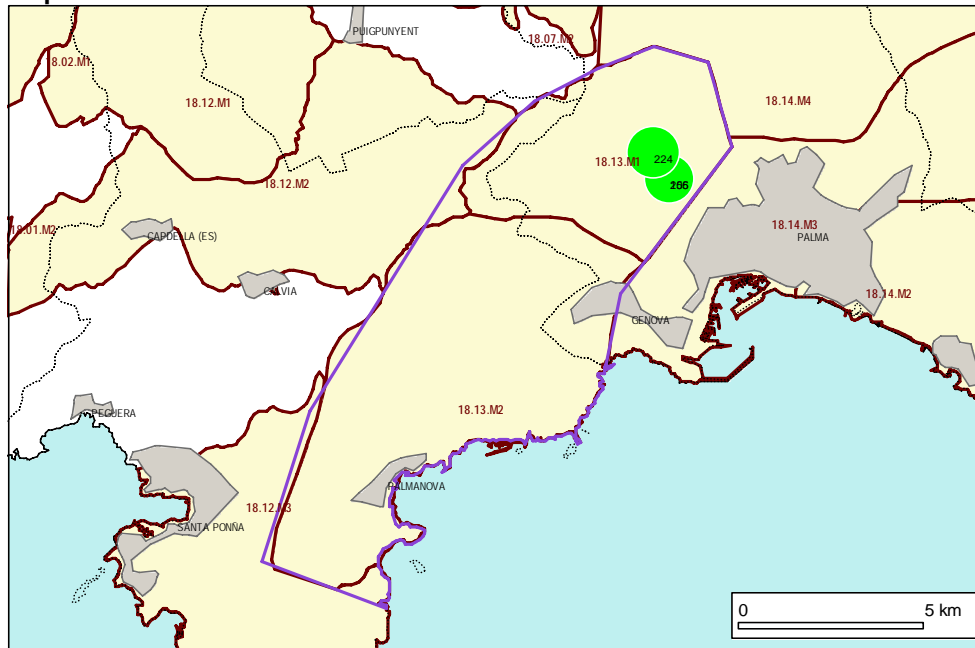 PUIGPUNYENT
18.07.M2
18.02.M1
18.12.M1
18.14.M4
224
18.13.M1
18.12.M2
18.14.M3
PALMA
18.01.M2
CAPDELLA (ES)
CALVIA
18.14.M2
GENOVA
PEGUERA
18.13.M2
PALMANOVA
18.12.M3
SANTA PONÑA
0 5 km